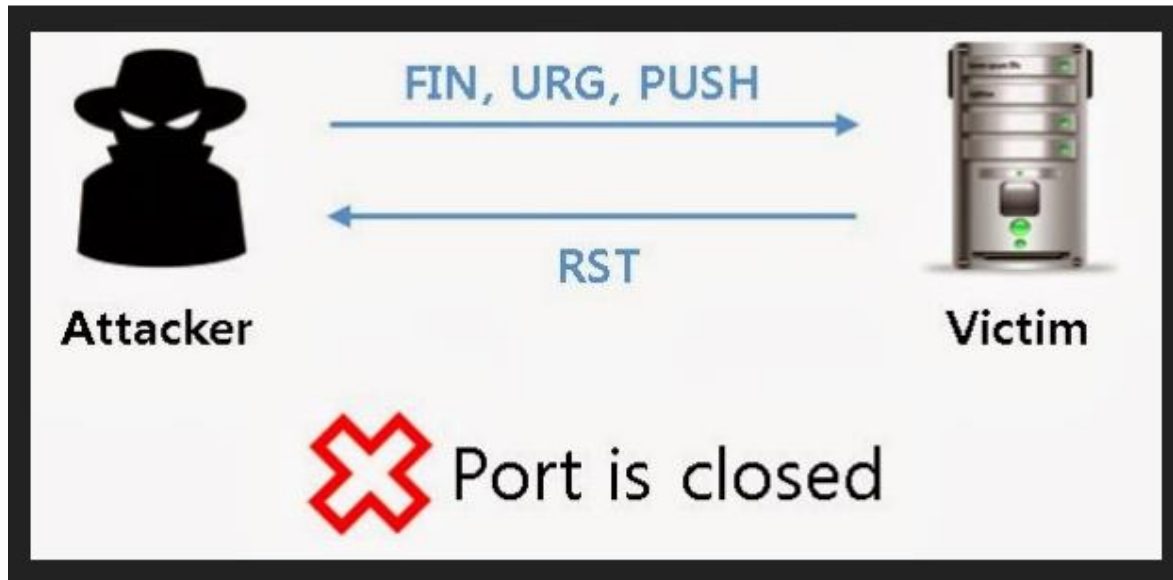 FIN, URG, PUSH
RST
Attacker
Victim
Port is closed